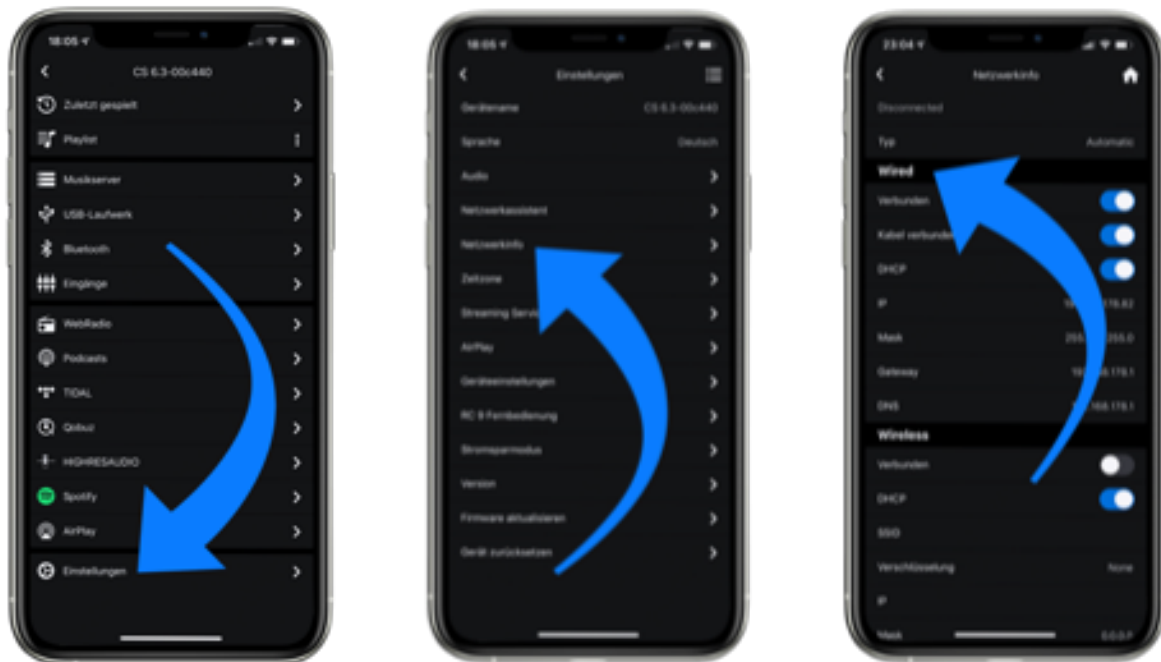 18:05
CS 6.3-00c440
Zuletzt gespielt
Playlist
Musikserver
USB-Laufwerk
Bluetooth
Eingänge
WebRadio
Podcasts
TIDAL
Qobuz
HIGHRESAUDIO
Spotify
AirPlay
Einstellungen
18:05
Einstellungen
Gerätename CS 6.3-00c440
Sprache Deutsch
Audio
Netzwerkassistent
Netzwerkinfo
Zeitzone
Streaming
AirPlay
Geräteeinstellungen
RC 9 Fernbedienung
Stromsparmodus
Version
Firmware aktualisieren
Gerät zurücksetzen
23:04
Netzwerkinfo
Disconnected
Typ Automatic
Wired
Verbunden
Kabel
DHCP
IP
Mask
Gateway
DNS
Wireless
Verbunden
DHCP
SSID
Verschlüsselung None
IP
Mask